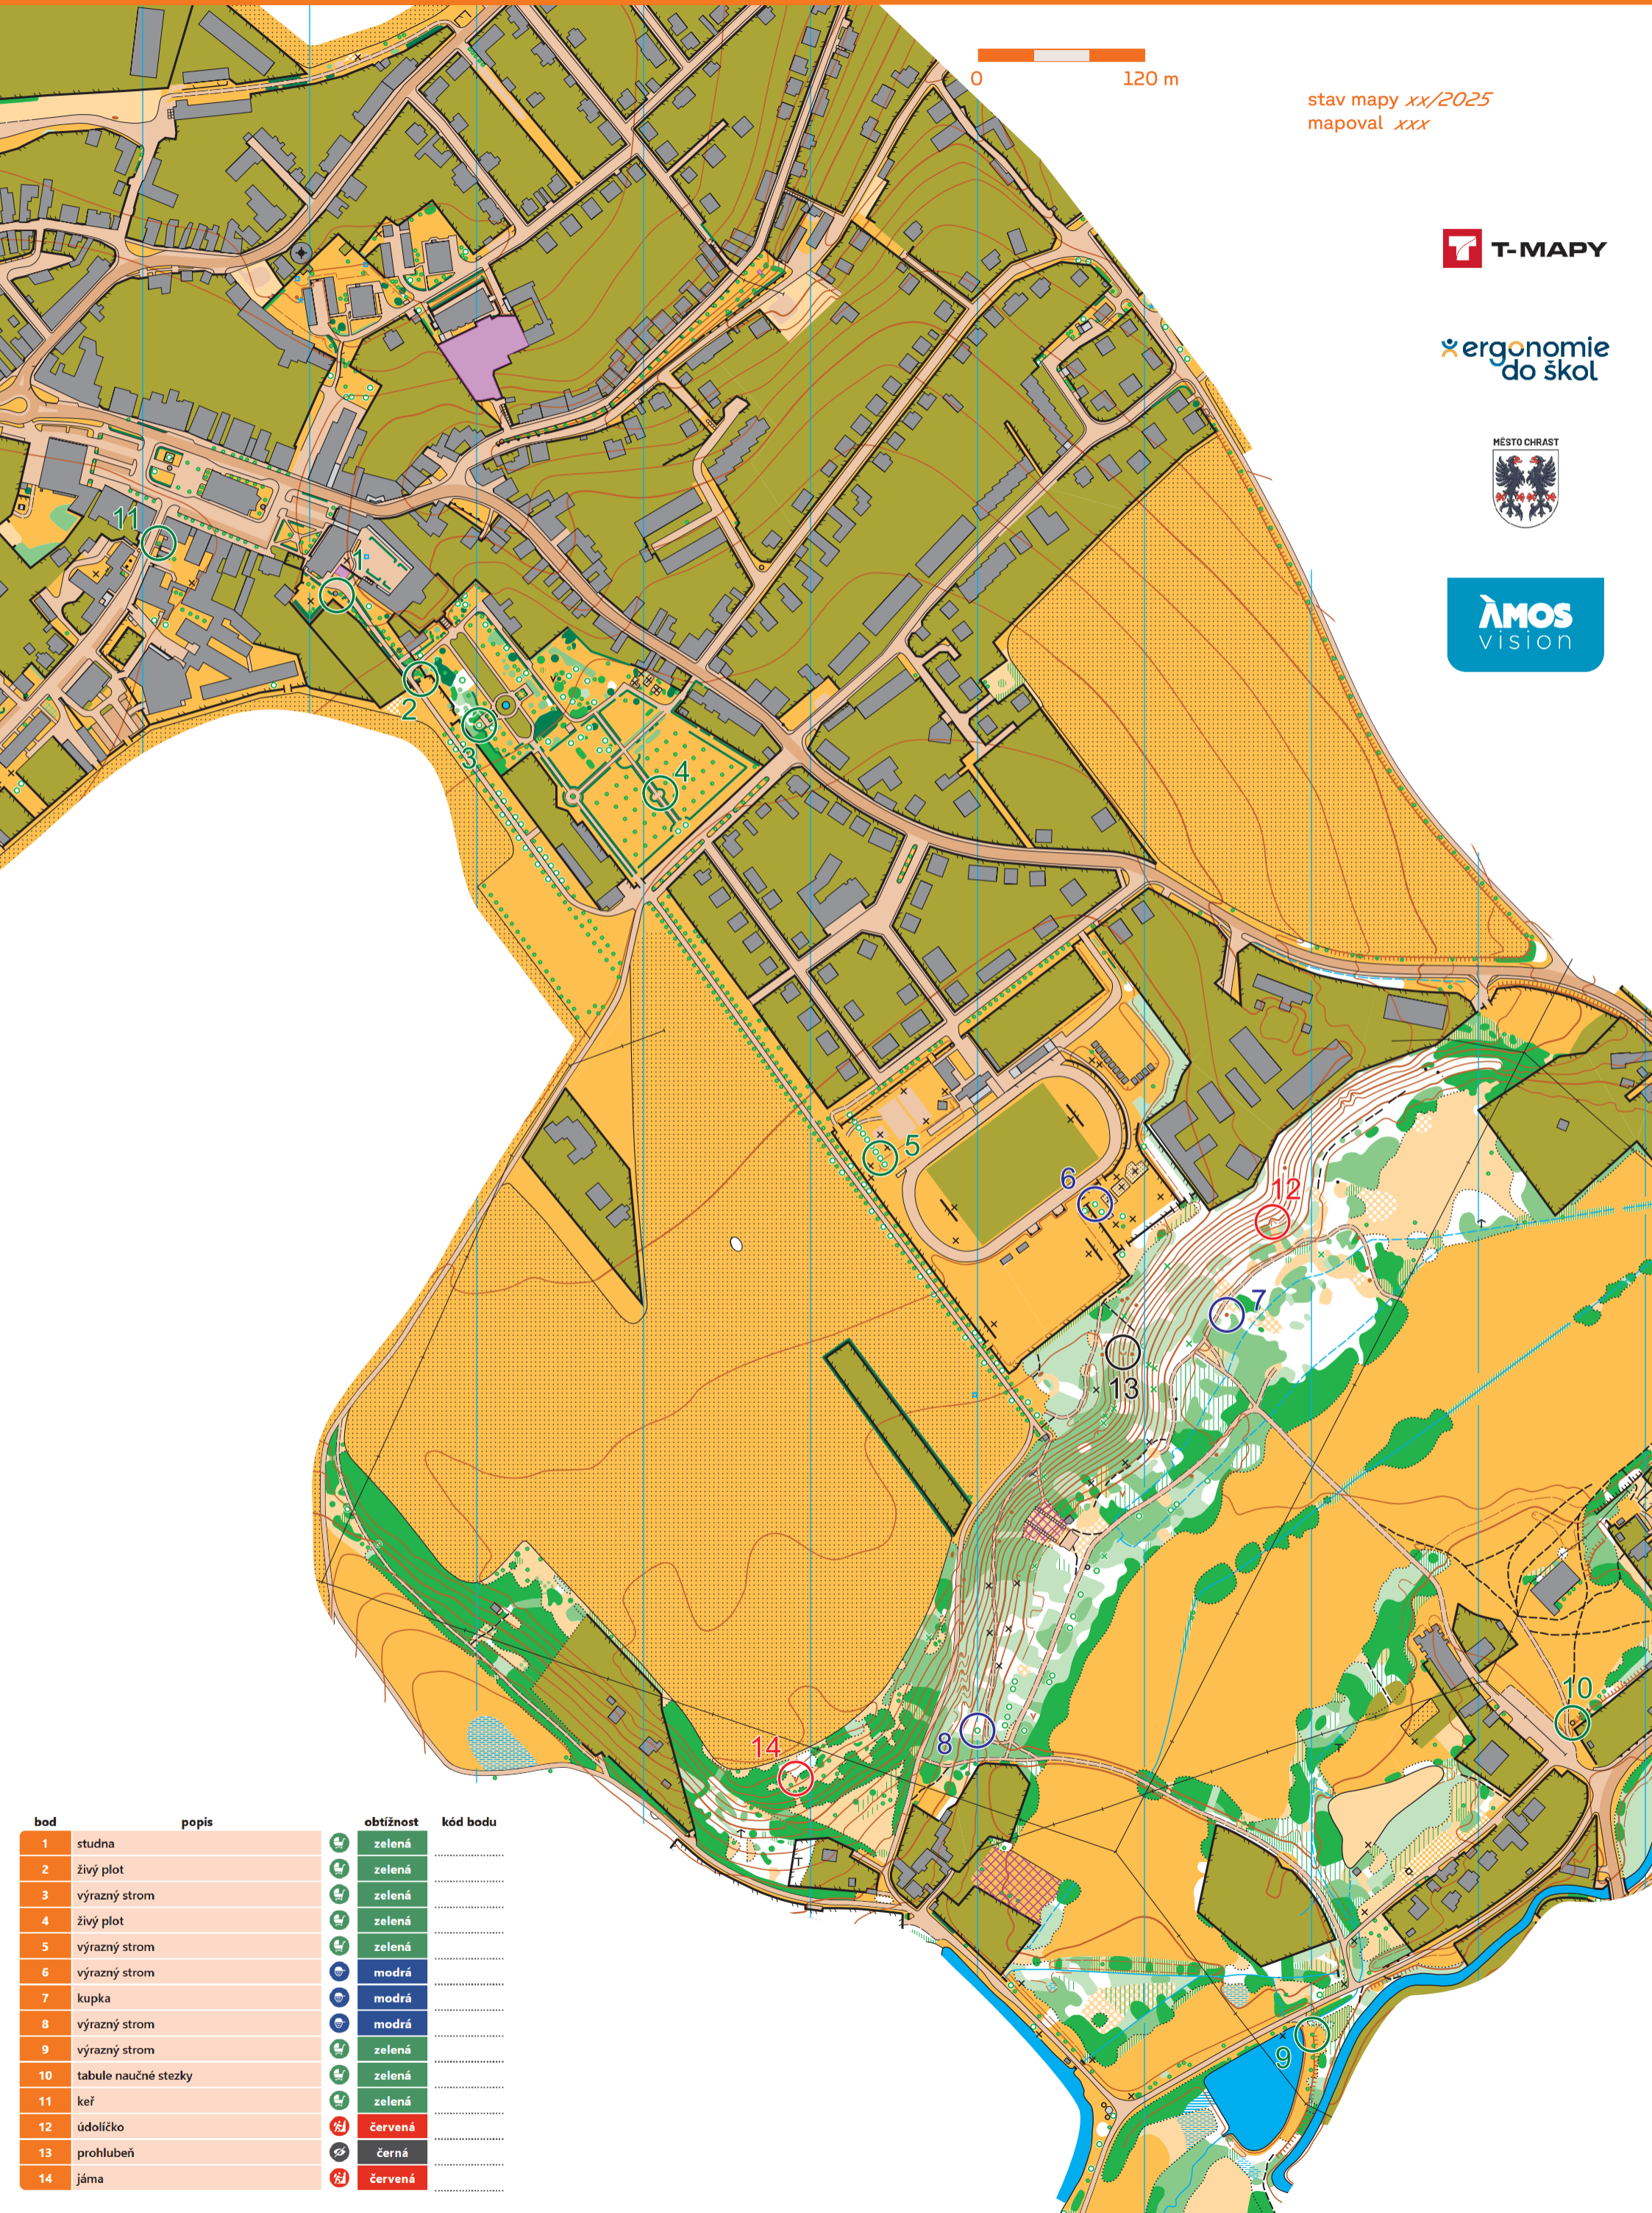 0 120 m
stav mapy xx/2025
mapoval xxx
T-MAPY
ergonomie
do škol
MĚSTO CHRAST
ÀMOS
vision
11
1
2
3
4
5
6
12
7
13
10
14
8
9
bod popis obtížnost kód bodu
1 studna zelená
2 živý plot zelená
3 výrazný strom zelená
4 živý plot zelená
5 výrazný strom zelená
6 výrazný strom modrá
7 kupka modrá
8 výrazný strom modrá
9 výrazný strom zelená
10 tabule naučné stezky zelená
11 keř zelená
12 údolíčko červená
13 prohlubeň černá
14 jáma červená